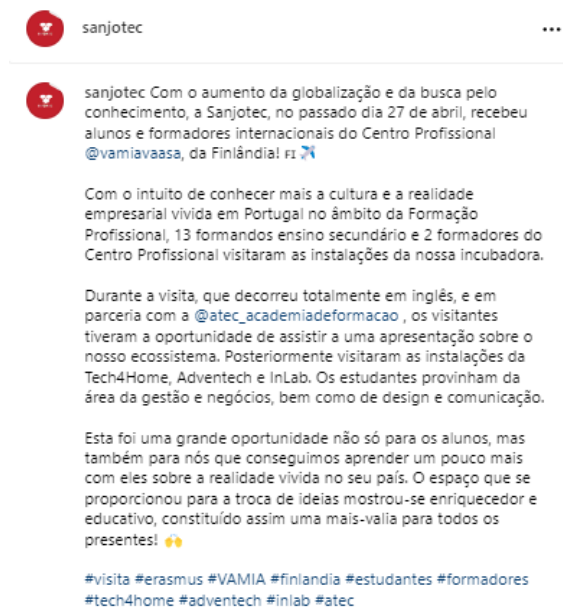 sanjotec
sanjotec Com o aumento da globalização e da busca pelo
conhecimento, a Sanjotec, no passado dia 27 de abril, recebeu
alunos e formadores internacionais do Centro Profissional
@vamiavaasa, da Finlândia! FI ✈️
Com o intuito de conhecer mais a cultura e a realidade
empresarial vivida em Portugal no âmbito da Formação
Profissional, 13 formandos ensino secundário e 2 formadores do
Centro Profissional visitaram as instalações da nossa incubadora.
Durante a visita, que decorreu totalmente em inglês, e em
parceria com a @atec_academiadeformacao , os visitantes
tiveram a oportunidade de assistir a uma apresentação sobre o
nosso ecossistema. Posteriormente visitaram as instalações da
Tech4Home, Adventech e InLab. Os estudantes provinham da
área da gestão e negócios, bem como de design e comunicação.
Esta foi uma grande oportunidade não só para os alunos, mas
também para nós que conseguimos aprender um pouco mais
com eles sobre a realidade vivida no seu país. O espaço que se
proporcionou para a troca de ideias mostrou-se enriquecedor e
educativo, constituído assim uma mais-valia para todos os
presentes! 🙌
#visita #erasmus #VAMIA #finlandia #estudantes #formadores
#tech4home #adventech #inlab #atec